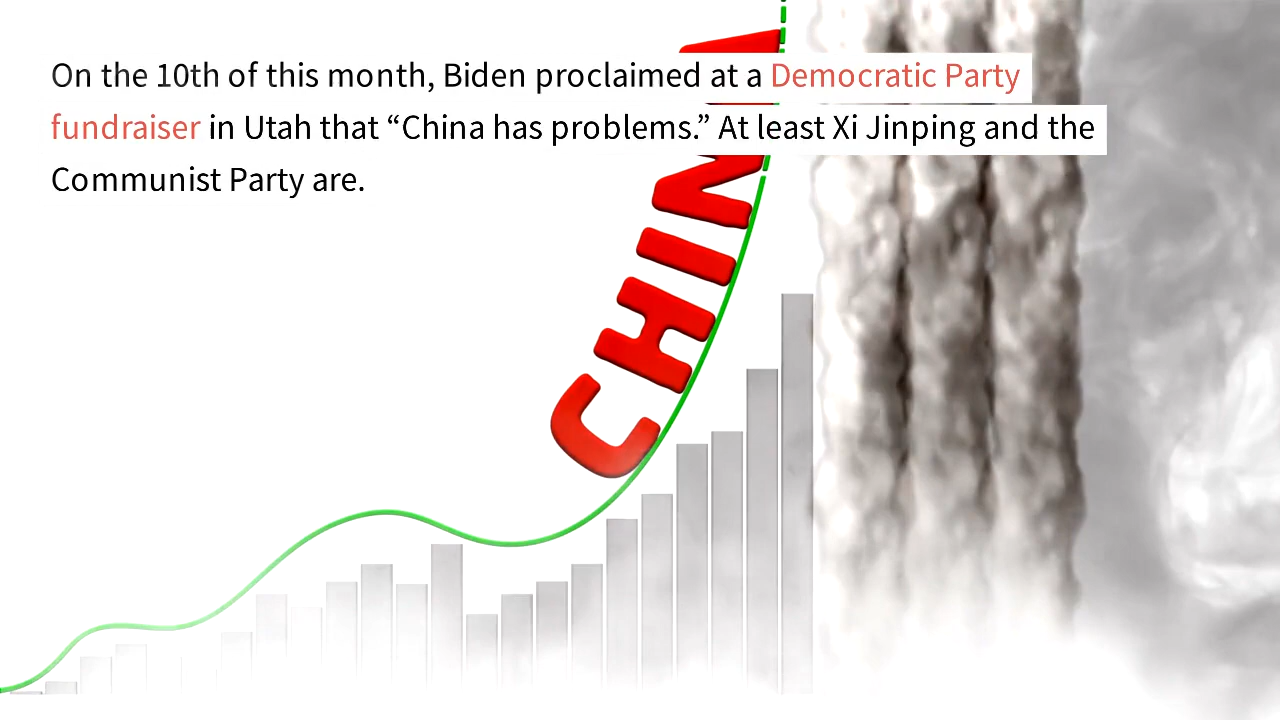 On the 10th of this month, Biden proclaimed at a Democratic Party
fundraiser in Utah that “China has problems.” At least Xi Jinping and the
Communist Party are.
CHINA